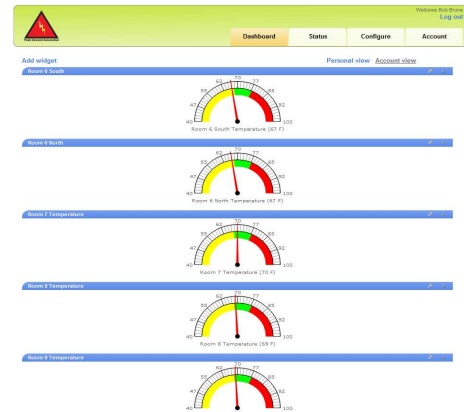 Welcome Bob Bruns
Log out
Dashboard Status Configure Account
Add widget Personal view Account view
Room 6 South
40 47 55 62 70 77 85 92 100
Room 6 South Temperature (67 F)
Room 6 North
40 47 55 62 70 77 85 92 100
Room 6 North Temperature (67 F)
Room 7 Temperature
40 47 55 62 70 77 85 92 100
Room 7 Temperature (70 F)
Room 8 Temperature
40 47 55 62 70 77 85 92 100
Room 8 Temperature (69 F)
Room 9 Temperature
40 47 55 62 70 77 85 92 100